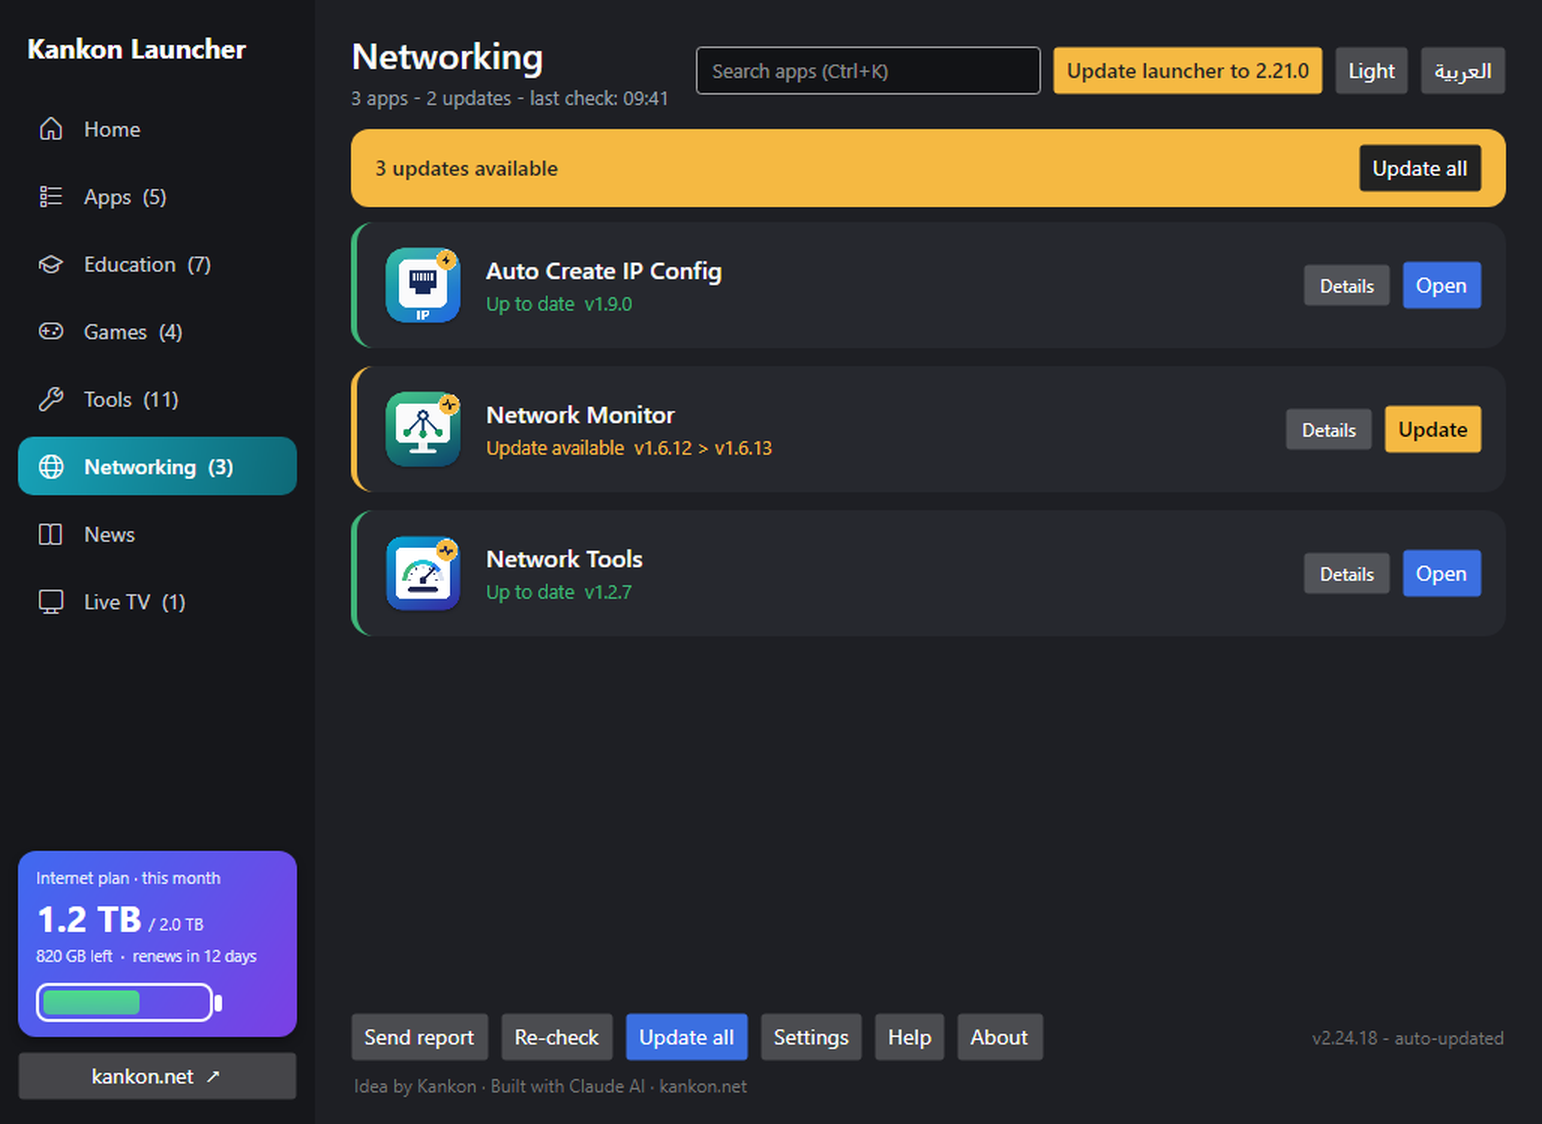 Kankon Launcher
Home
Apps (5)
Education (7)
Games (4)
Tools (11)
Networking (3)
News
Live TV (1)
Internet plan · this month
1.2 TB / 2.0 TB
820 GB left · renews in 12 days
kankon.net ↗
Networking
3 apps - 2 updates - last check: 09:41
Search apps (Ctrl+K)
Update launcher to 2.21.0
Light
العربية
3 updates available
Update all
IP
Auto Create IP Config
Up to date v1.9.0
Details
Open
Network Monitor
Update available v1.6.12 > v1.6.13
Details
Update
Network Tools
Up to date v1.2.7
Details
Open
Send report
Re-check
Update all
Settings
Help
About
v2.24.18 - auto-updated
Idea by Kankon · Built with Claude AI · kankon.net